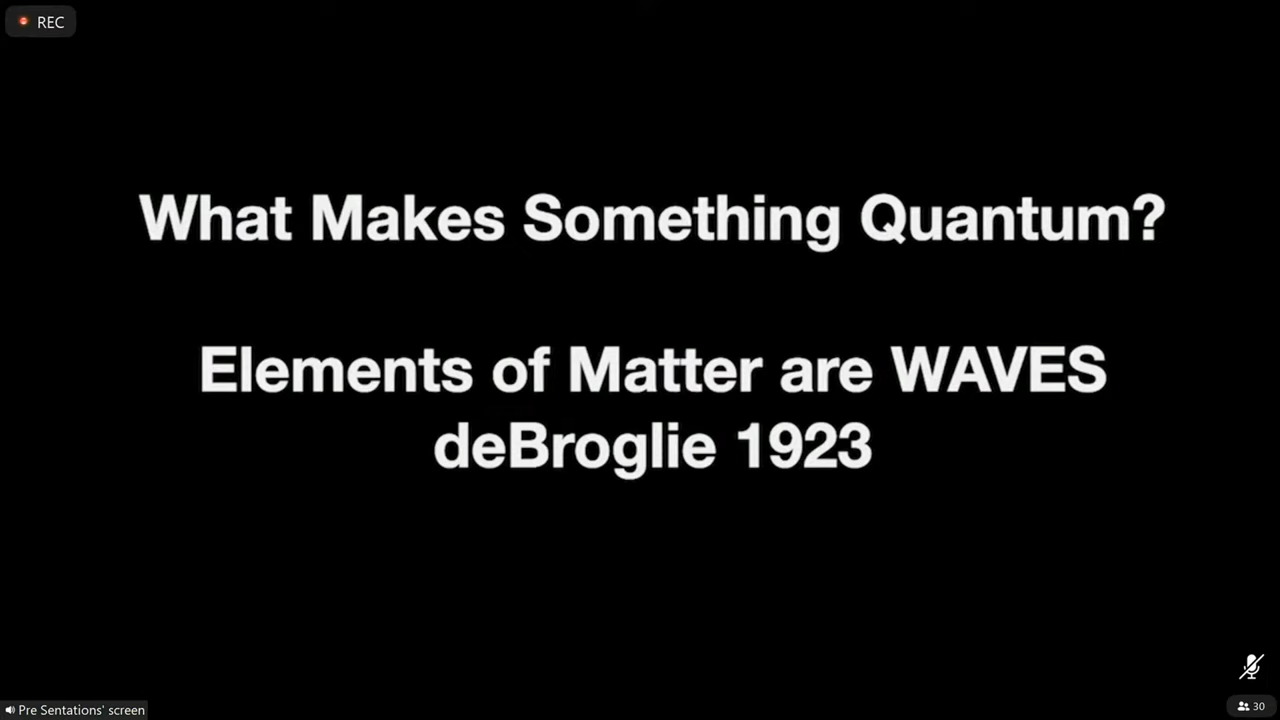 REC
What Makes Something Quantum?
Elements of Matter are WAVES
deBroglie 1923
Pre Sentations' screen
30